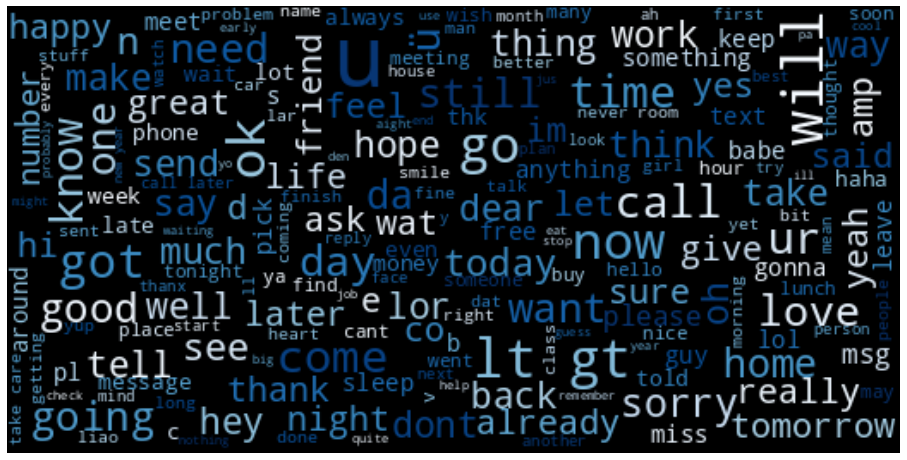 happy
n
meet
problem
early
name
always
use
wish
month
many
ah
first
soon
cool
stuff
need
wait
car
lot
meeting
man
house
better
thing
work
something
keep
will
pa
way
make
watch
number
every
probably
know
one
great
s
lar
phone
friend
feel
u
ü
thk
still
end
aight
jus
time
never room
yes
best
text
thought
amp
ok
yo
send
call later
new year
might
week
hope
smile
den
fine
go
im
look
plan
think
anything
girl
babe
hour
try
ill
said
haha
life
finish
say
d
pick
coming
da
talk
dear
let
call
take
yet
bit
mean
yeah
leave
hi
sent
late
waiting
ask
wat
y
free
eat
stop
now
ur
give
gonna
got
much
tonight
thanx
ya
ll
day
reply
even
money
face
someone
today
buy
hello
sure
oh
morning
lunch
love
people
around
good
well
yup
place
start
later
find
job
heart
e
cant
lor
right
dat
want
please
co
b
class
guess
nice
lol
person
take care
getting
pl
tell
see
big
come
went
next
lt
gt
year
guy
home
msg
check
message
mind
long
thank
sleep
>
help
back
remember
told
really
may
going
liao
c
nothing
hey
night
done
quite
dont
already
another
sorry
miss
tomorrow